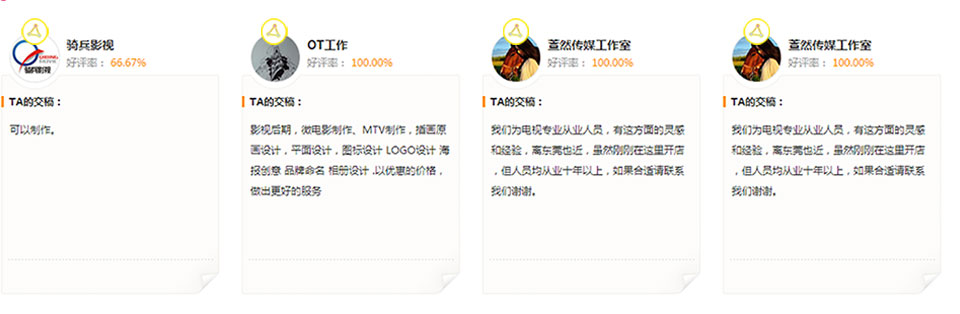 骑兵影视
好评率： 66.67%
TA的交稿：
可以制作。
OT工作
好评率： 100.00%
TA的交稿：
影视后期，微电影制作、MTV制作，插画原
画设计，平面设计，图标设计 LOGO设计 海
报创意 品牌命名 相册设计 .以优惠的价格，
做出更好的服务
萱然传媒工作室
好评率： 100.00%
TA的交稿：
我们为电视专业从业人员，有这方面的灵感
和经验，离东莞也近，虽然刚刚在这里开店
，但人员均从业十年以上，如果合适请联系
我们谢谢。
萱然传媒工作室
好评率： 100.00%
TA的交稿：
我们为电视专业从业人员，有这方面的灵感
和经验，离东莞也近，虽然刚刚在这里开店
，但人员均从业十年以上，如果合适请联系
我们谢谢。